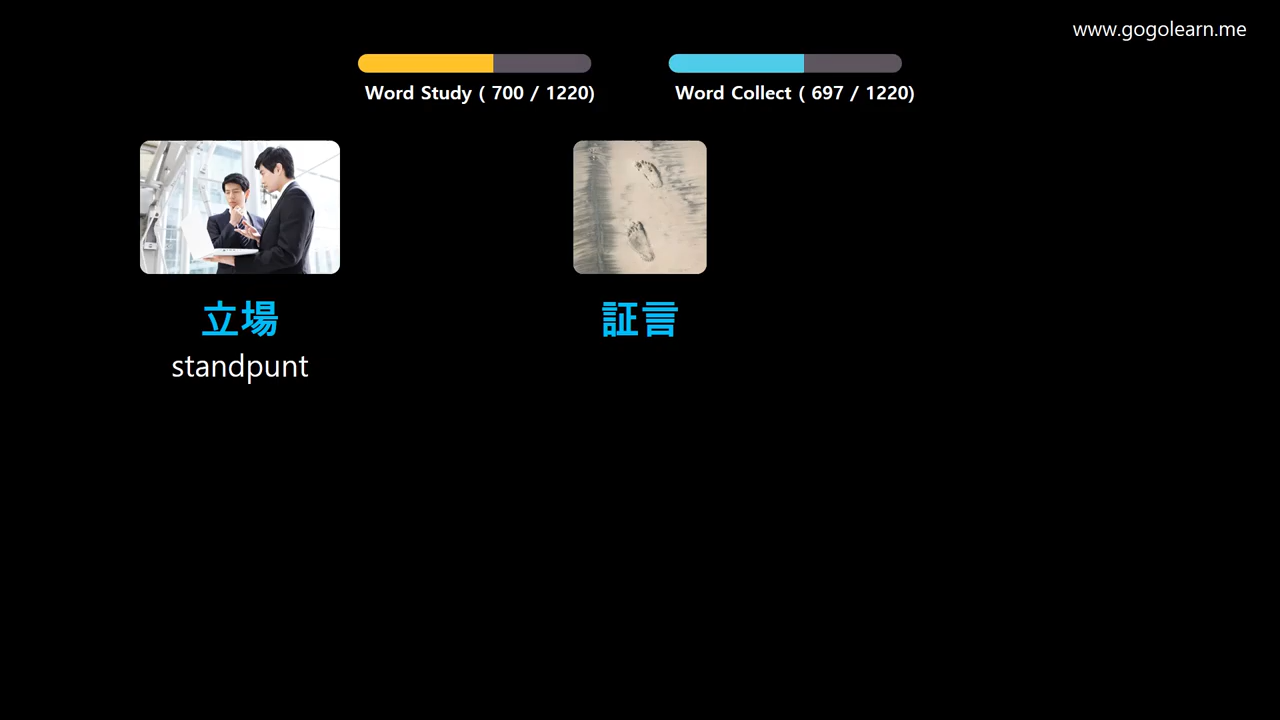 www.gogolearn.me
Word Study ( 700 / 1220)
Word Collect ( 697 / 1220)
立場
証言
standpunt